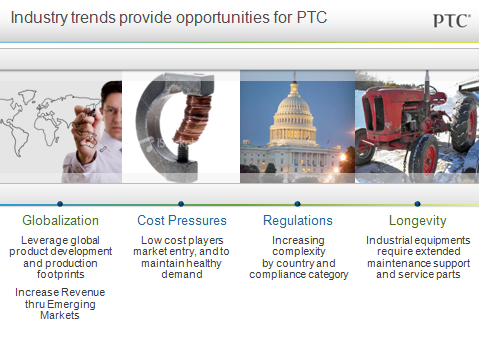 Industry trends provide opportunities for PTC
PTC®
Globalization
Leverage global
product development
and production
footprints
Increase Revenue
thru Emerging
Markets
Cost Pressures
Low cost players
market entry, and to
maintain healthy
demand
Regulations
Increasing
complexity
by country and
compliance category
Longevity
Industrial equipments
require extended
maintenance support
and service parts